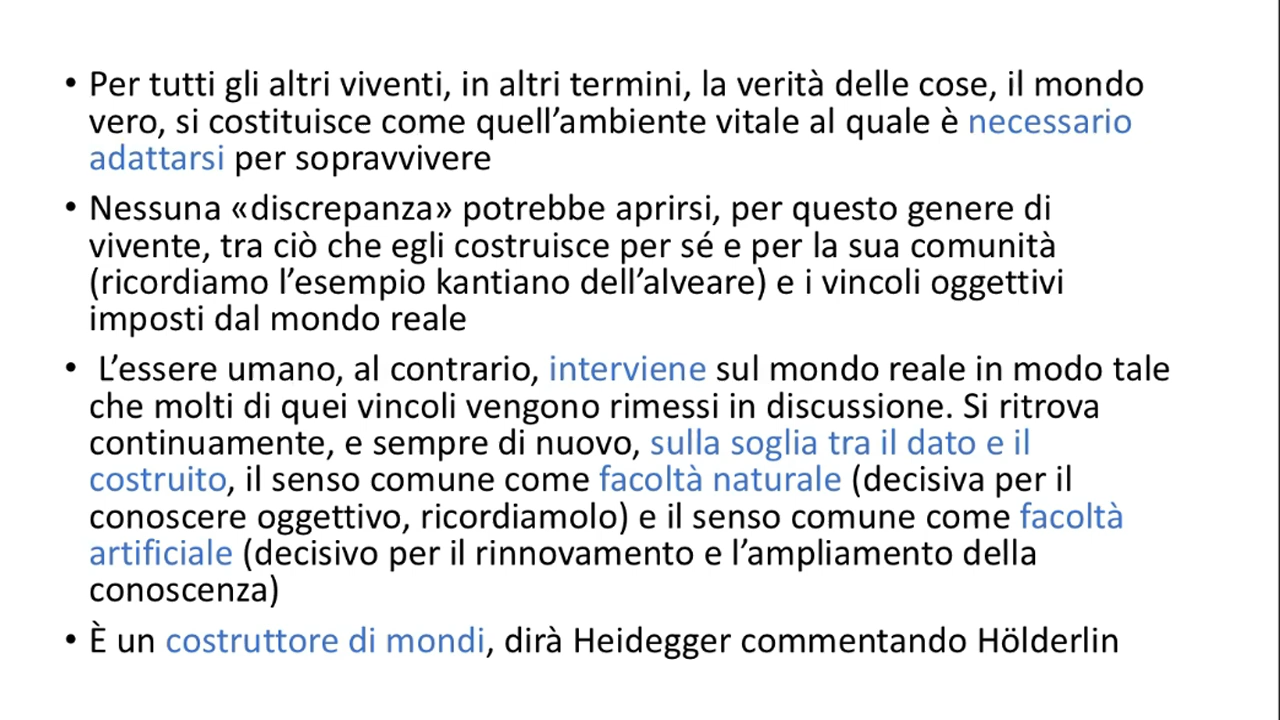 • Per tutti gli altri viventi, in altri termini, la verità delle cose, il mondo
vero, si costituisce come quell’ambiente vitale al quale è necessario
adattarsi per sopravvivere
• Nessuna «discrepanza» potrebbe aprirsi, per questo genere di
vivente, tra ciò che egli costruisce per sé e per la sua comunità
(ricordiamo l’esempio kantiano dell’alveare) e i vincoli oggettivi
imposti dal mondo reale
• L’essere umano, al contrario, interviene sul mondo reale in modo tale
che molti di quei vincoli vengono rimessi in discussione. Si ritrova
continuamente, e sempre di nuovo, sulla soglia tra il dato e il
costruito, il senso comune come facoltà naturale (decisiva per il
conoscere oggettivo, ricordiamolo) e il senso comune come facoltà
artificiale (decisivo per il rinnovamento e l’ampliamento della
conoscenza)
• È un costruttore di mondi, dirà Heidegger commentando Hölderlin